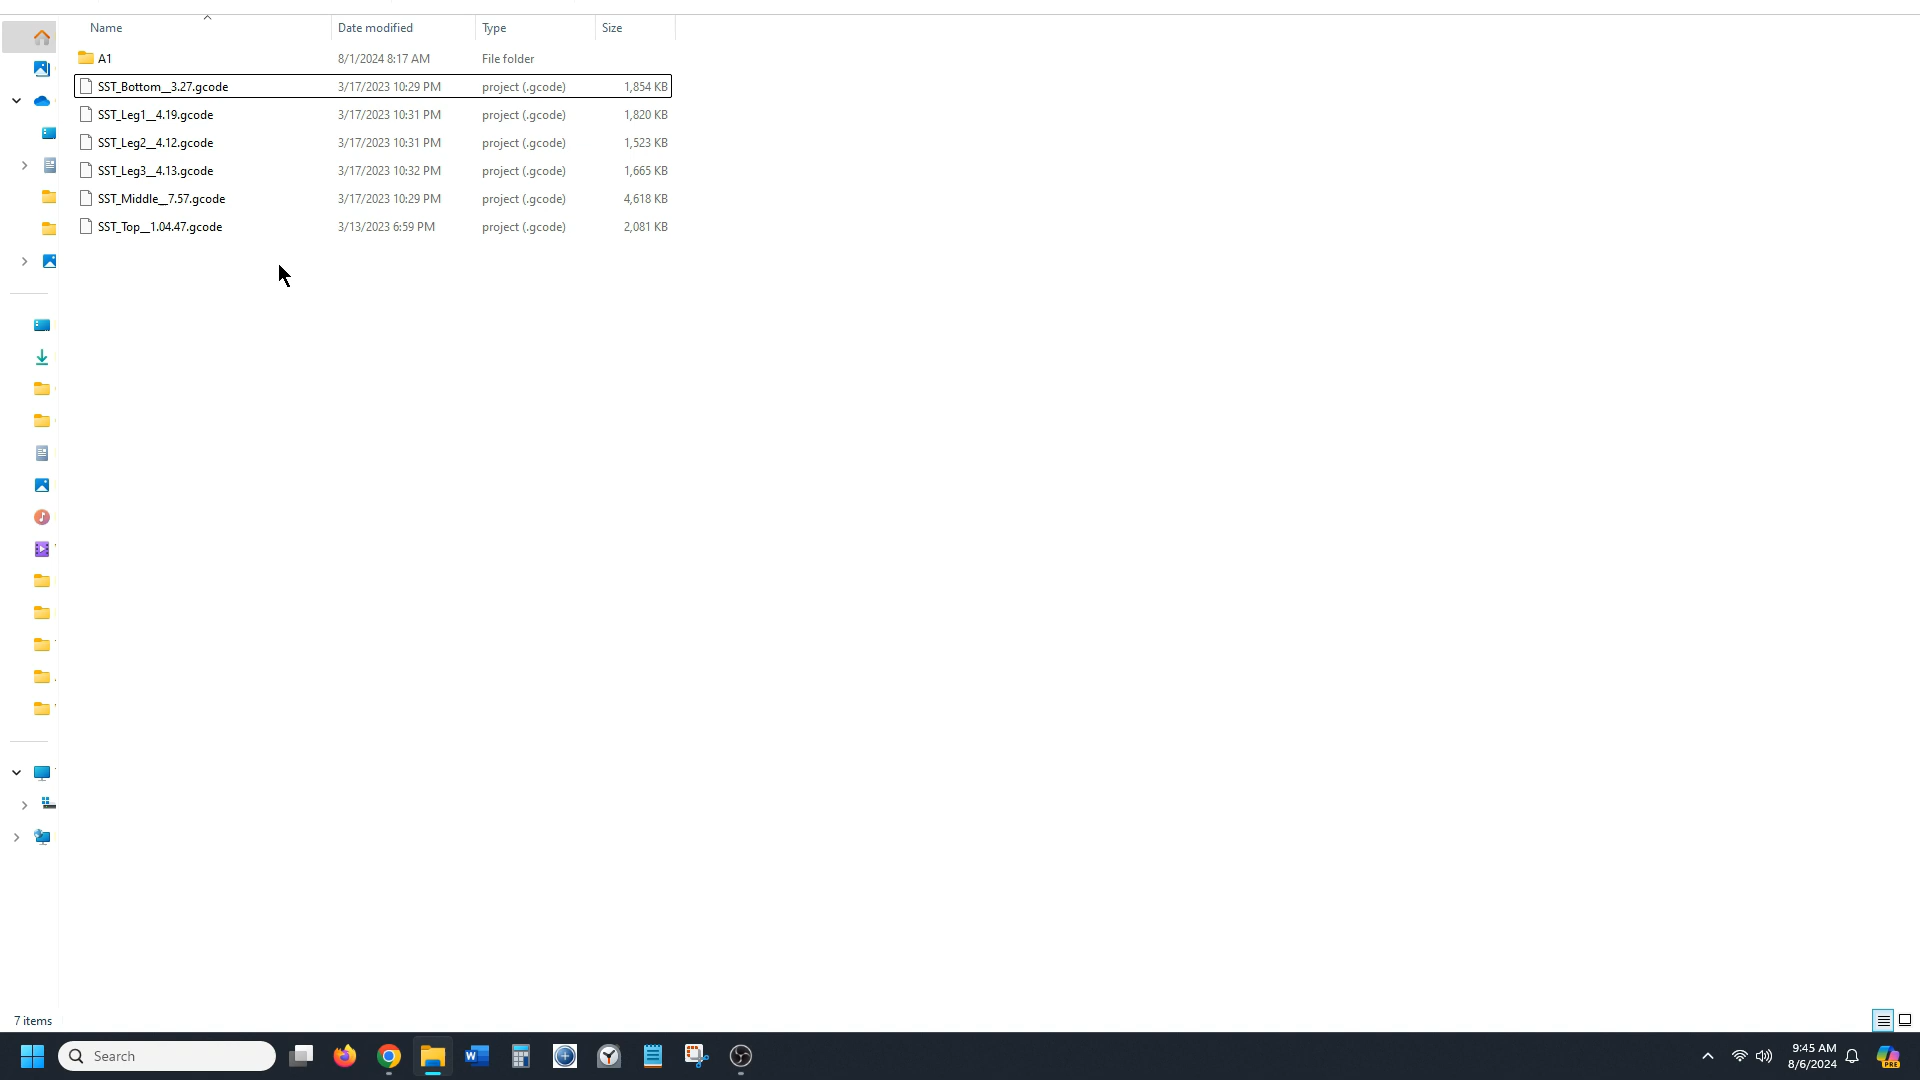 Name Date modified Type Size
A1 8/1/2024 8:17 AM File folder
SST_Bottom__3.27.gcode 3/17/2023 10:29 PM project (.gcode) 1,854 KB
SST_Leg1__4.19.gcode 3/17/2023 10:31 PM project (.gcode) 1,820 KB
SST_Leg2__4.12.gcode 3/17/2023 10:31 PM project (.gcode) 1,523 KB
SST_Leg3__4.13.gcode 3/17/2023 10:32 PM project (.gcode) 1,665 KB
SST_Middle__7.57.gcode 3/17/2023 10:29 PM project (.gcode) 4,618 KB
SST_Top__1.04.47.gcode 3/13/2023 6:59 PM project (.gcode) 2,081 KB
7 items
Search
9:45 AM
8/6/2024
PRE